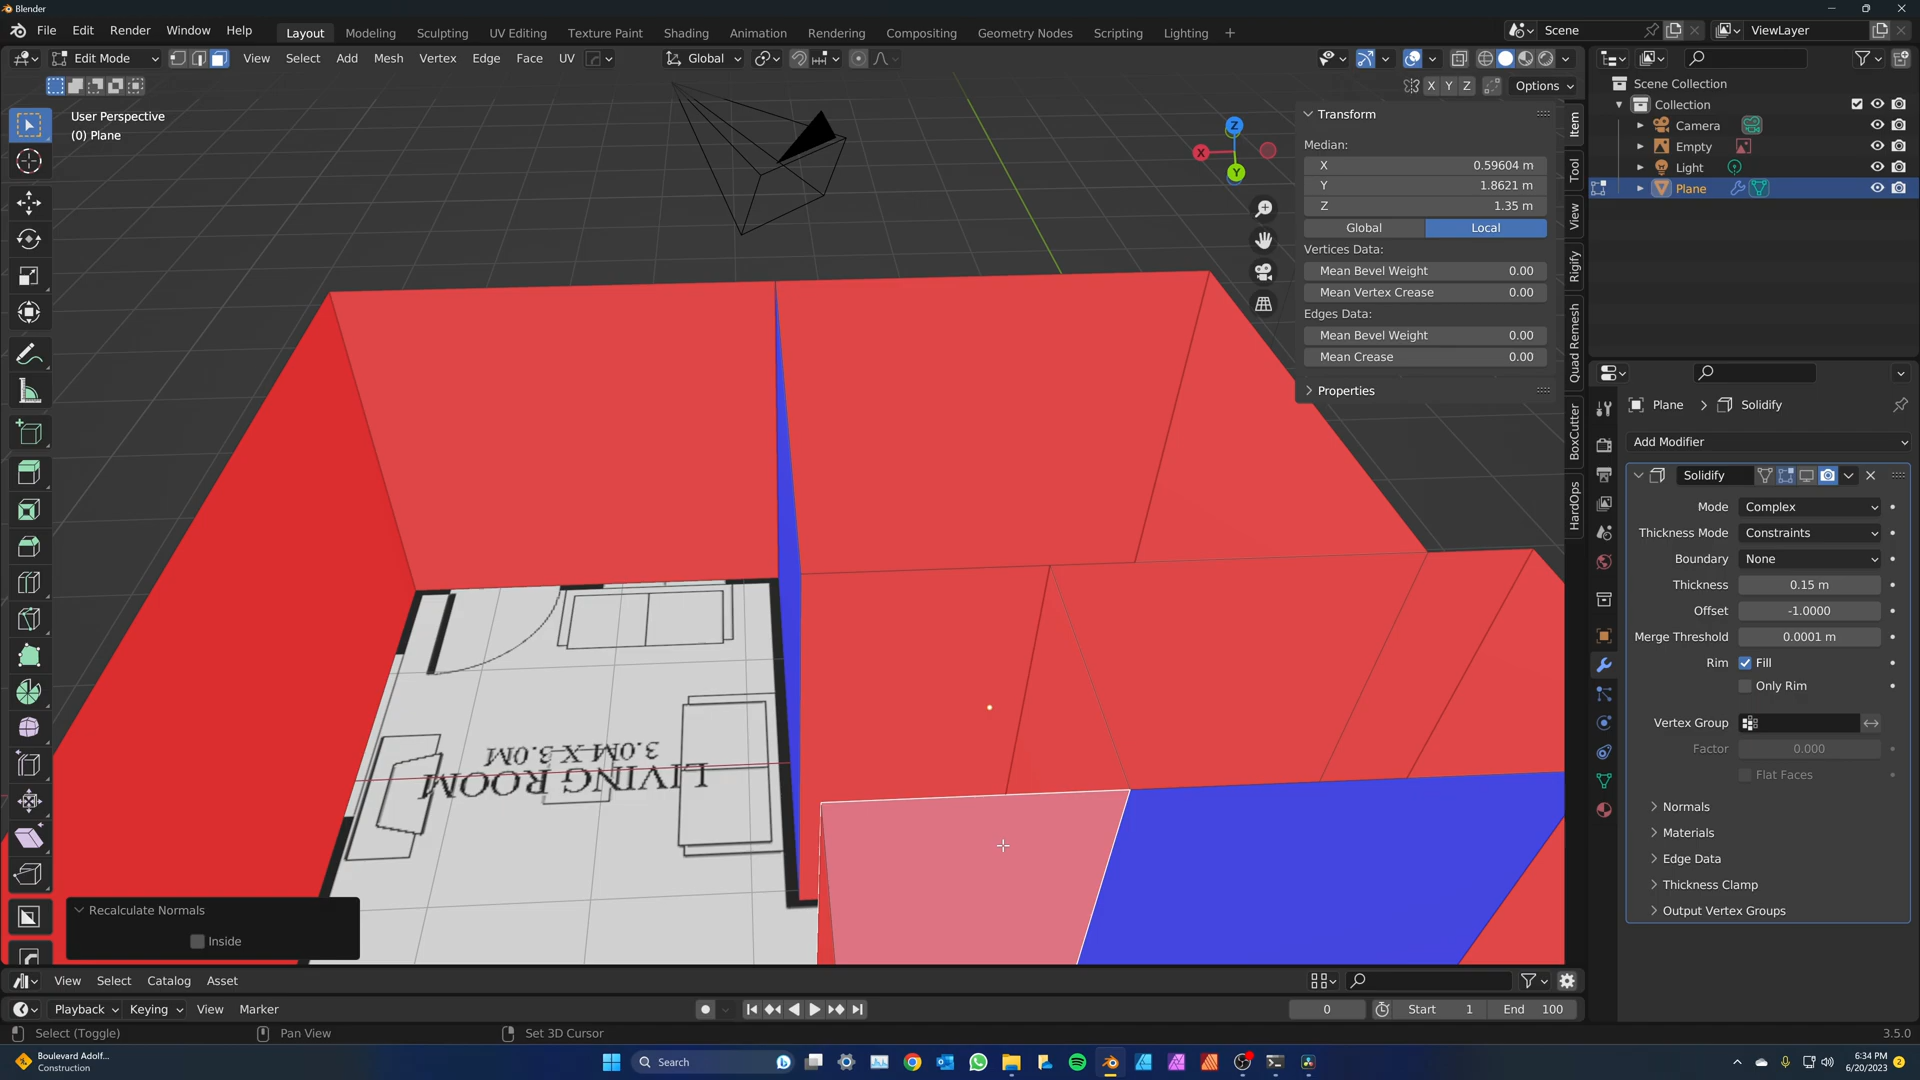 Blender
File Edit Render Window Help
Layout Modeling Sculpting UV Editing Texture Paint Shading Animation Rendering Compositing Geometry Nodes Scripting Lighting +
Scene
ViewLayer
Edit Mode
View Select Add Mesh Vertex Edge Face UV
Global
X Y Z Options
User Perspective
(0) Plane
Z
X
Y
Transform
Median:
X 0.59604 m
Y 1.8621 m
Z 1.35 m
Global Local
Vertices Data:
Mean Bevel Weight 0.00
Mean Vertex Crease 0.00
Edges Data:
Mean Bevel Weight 0.00
Mean Crease 0.00
Properties
Item
Tool
View
Rigify
Quad Remesh
BoxCutter
HardOps
Scene Collection
Collection
Camera
Empty
Light
Plane
Plane > Solidify
Add Modifier
Solidify
Mode Complex
Thickness Mode Constraints
Boundary None
Thickness 0.15 m
Offset -1.0000
Merge Threshold 0.0001 m
Rim Fill
Only Rim
Vertex Group
Factor 0.000
Flat Faces
Normals
Materials
Edge Data
Thickness Clamp
Output Vertex Groups
LIVING ROOM
3.0M X 3.0M
Recalculate Normals
Inside
View Select Catalog Asset
Playback Keying View Marker
0 Start 1 End 100
Select (Toggle) Pan View Set 3D Cursor 3.5.0
Boulevard Adolf...
Construction
Search
6:34 PM
6/20/2023
2